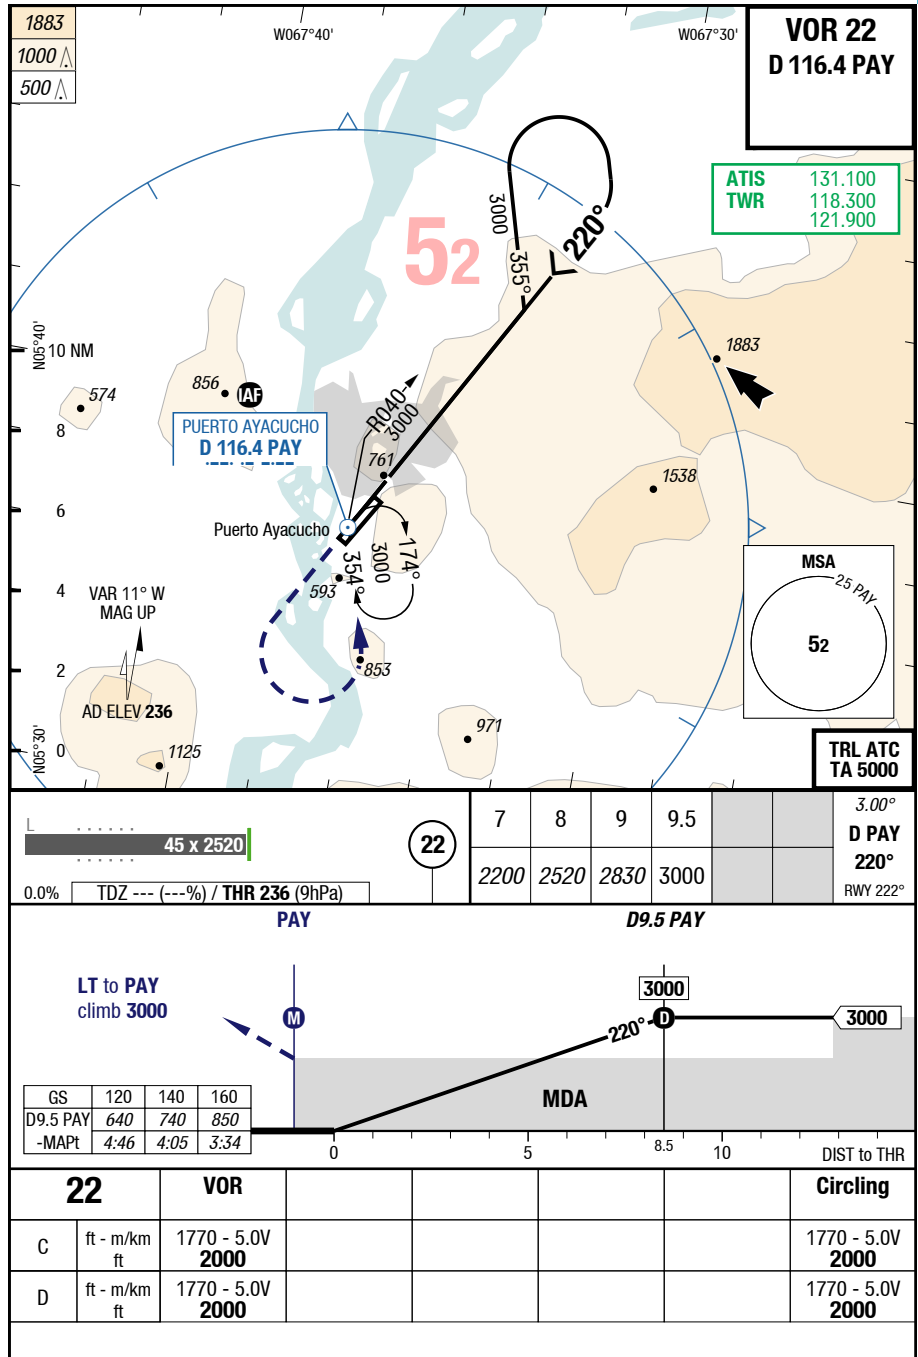 1883
1000
500
W067°40'
W067°30'
VOR 22
D 116.4 PAY
ATIS 131.100
TWR 118.300
121.900
52
3000
355°
220°
N05°40'
10 NM
8
6
4
2
0
N05°30'
574
856
IAF
1883
R040
3000
PUERTO AYACUCHO
D 116.4 PAY
761
1538
Puerto Ayacucho
354°
3000
174°
593
853
VAR 11° W
MAG UP
AD ELEV 236
1125
971
MSA
25 PAY
52
TRL ATC
TA 5000
L
45 x 2520
0.0%
TDZ --- (---%) / THR 236 (9hPa)
22
7 8 9 9.5
2200 2520 2830 3000
3.00°
D PAY
220°
RWY 222°
PAY
D9.5 PAY
LT to PAY
climb 3000
M
3000
D
220°
3000
MDA
GS 120 140 160
D9.5 PAY 640 740 850
-MAPt 4:46 4:05 3:34
0 5 8.5 10 DIST to THR
22 VOR Circling
C ft - m/km 1770 - 5.0V 1770 - 5.0V
ft 2000 2000
D ft - m/km 1770 - 5.0V 1770 - 5.0V
ft 2000 2000